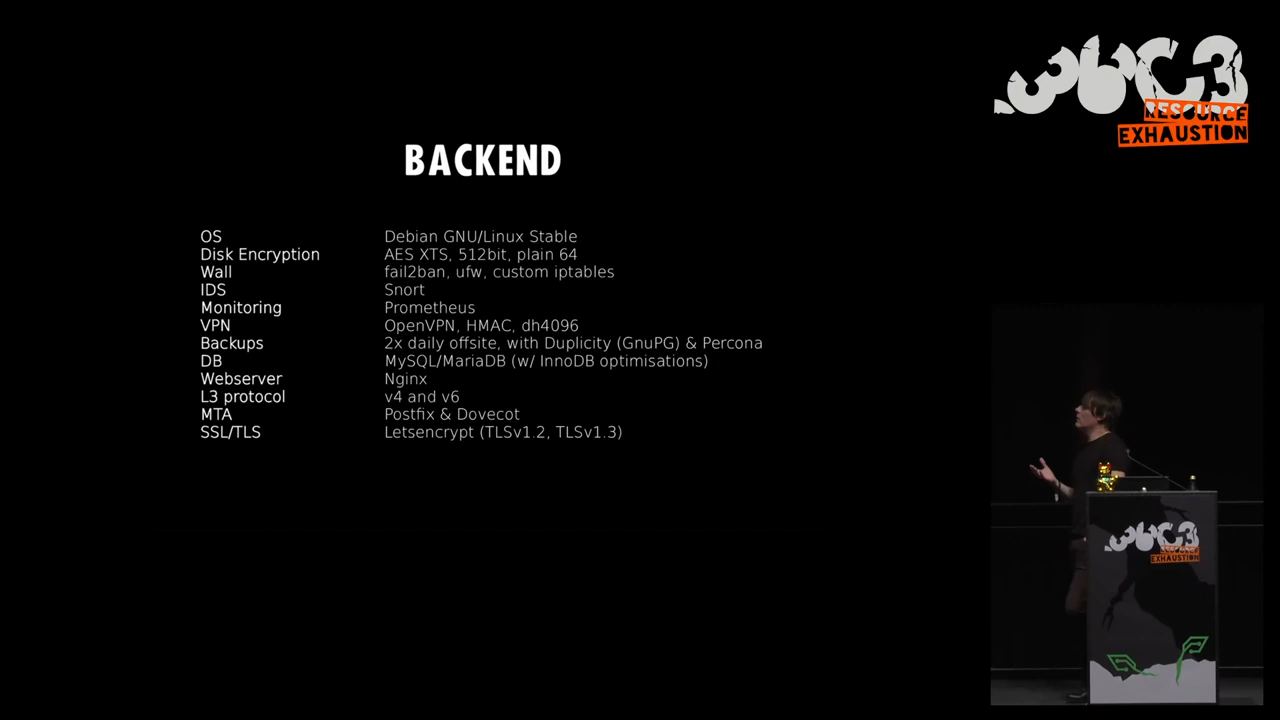 36C3
RESOURCE
EXHAUSTION
BACKEND
OS Debian GNU/Linux Stable
Disk Encryption AES XTS, 512bit, plain 64
Wall fail2ban, ufw, custom iptables
IDS Snort
Monitoring Prometheus
VPN OpenVPN, HMAC, dh4096
Backups 2x daily offsite, with Duplicity (GnuPG) & Percona
DB MySQL/MariaDB (w/ InnoDB optimisations)
Webserver Nginx
L3 protocol v4 and v6
MTA Postfix & Dovecot
SSL/TLS Letsencrypt (TLSv1.2, TLSv1.3)
36C3
RESOURCE
EXHAUSTION